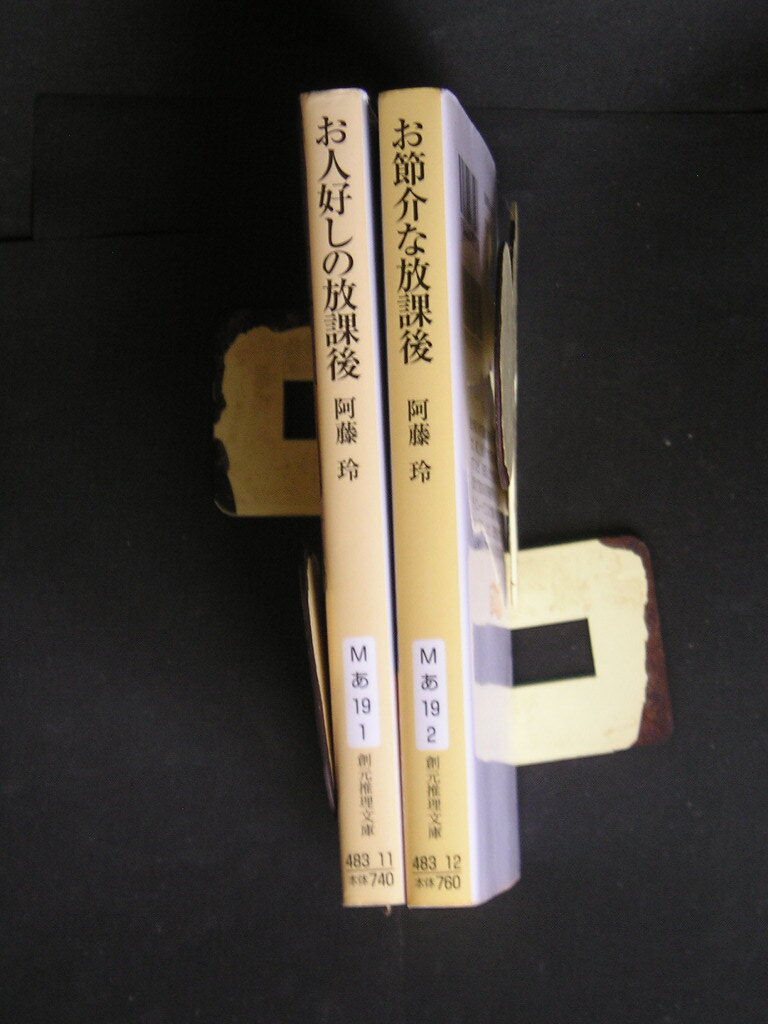 お人好しの放課後
阿藤 玲
M
あ
19
1
創元推理文庫
483 11
本体740
お節介な放課後
阿藤 玲
M
あ
19
2
創元推理文庫
483 12
本体760